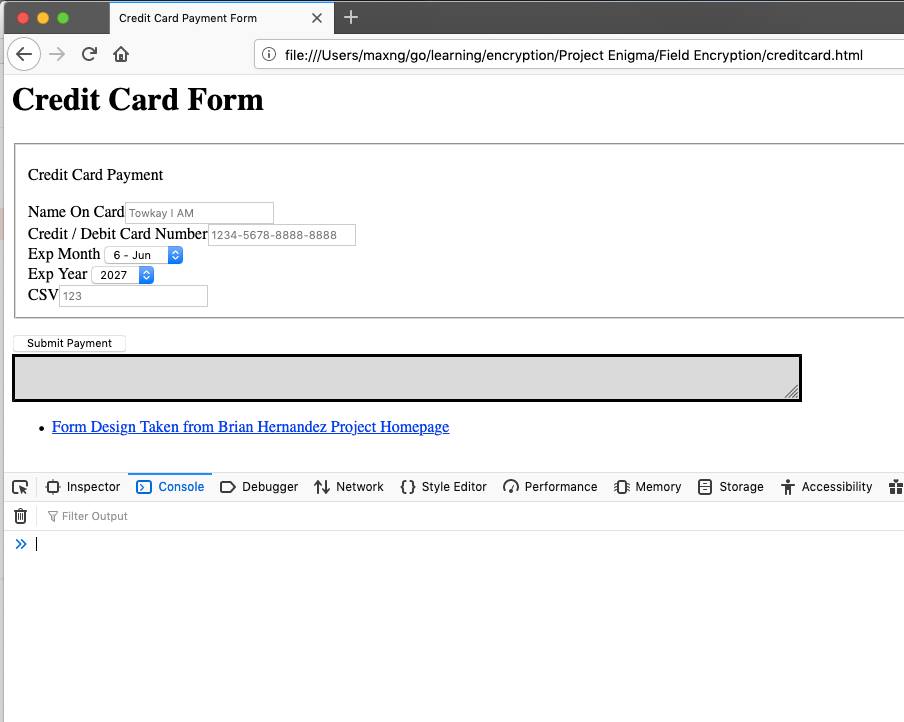 Credit Card Payment Form
file:///Users/maxng/go/learning/encryption/Project Enigma/Field Encryption/creditcard.html
Credit Card Form
Credit Card Payment
Name On Card Towkay I AM
Credit / Debit Card Number 1234-5678-8888-8888
Exp Month 6 - Jun
Exp Year 2027
CSV 123
Submit Payment
• Form Design Taken from Brian Hernandez Project Homepage
Inspector Console Debugger Network Style Editor Performance Memory Storage Accessibility
Filter Output